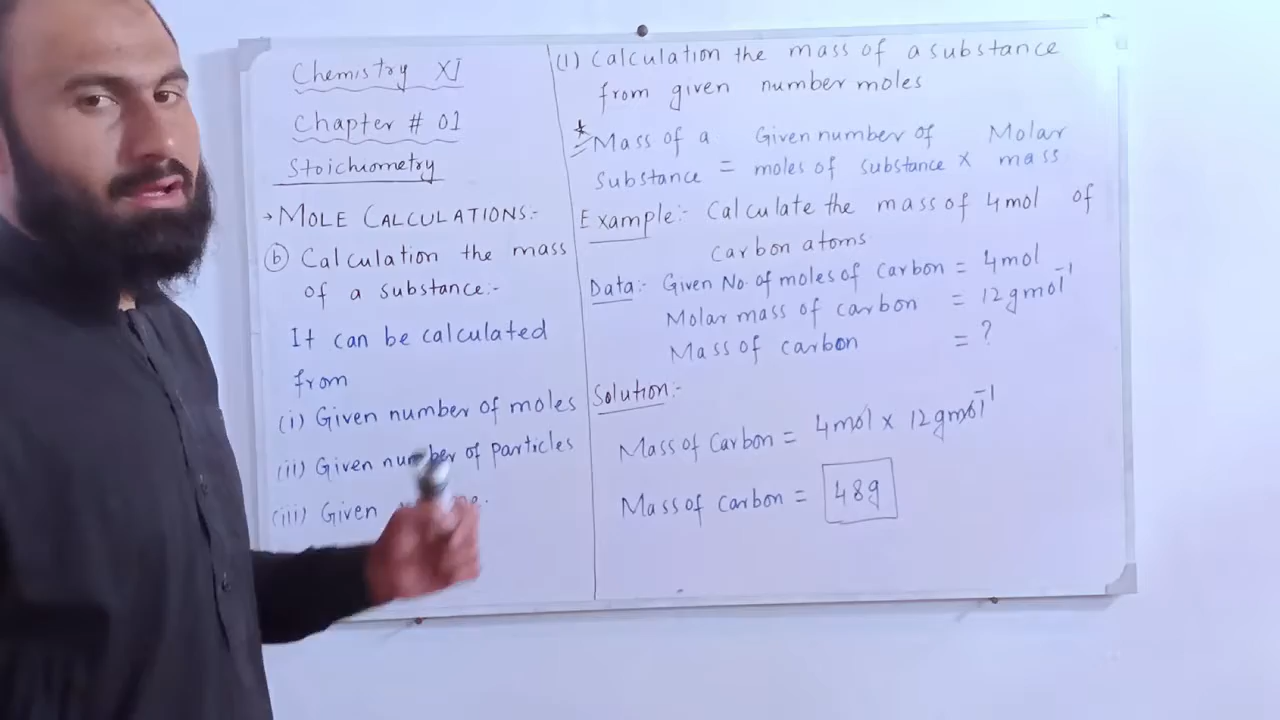 Chemistry XI
Chapter # 01
Stoichiometry
→ MOLE CALCULATIONS:-
(b) Calculation the mass
of a substance:-
It can be calculated
from
(i) Given number of moles
(ii) Given number of particles
(iii) Given
(1) Calculation the mass of a substance
from given number moles
* Mass of a Given number of Molar
Substance = moles of substance × mass
Example:- Calculate the mass of 4mol of
carbon atoms
Data:- Given No. of moles of carbon = 4mol
Molar mass of carbon = 12gmol⁻¹
Mass of carbon = ?
Solution:-
Mass of Carbon = 4mol × 12gmol⁻¹
Mass of carbon = 48g